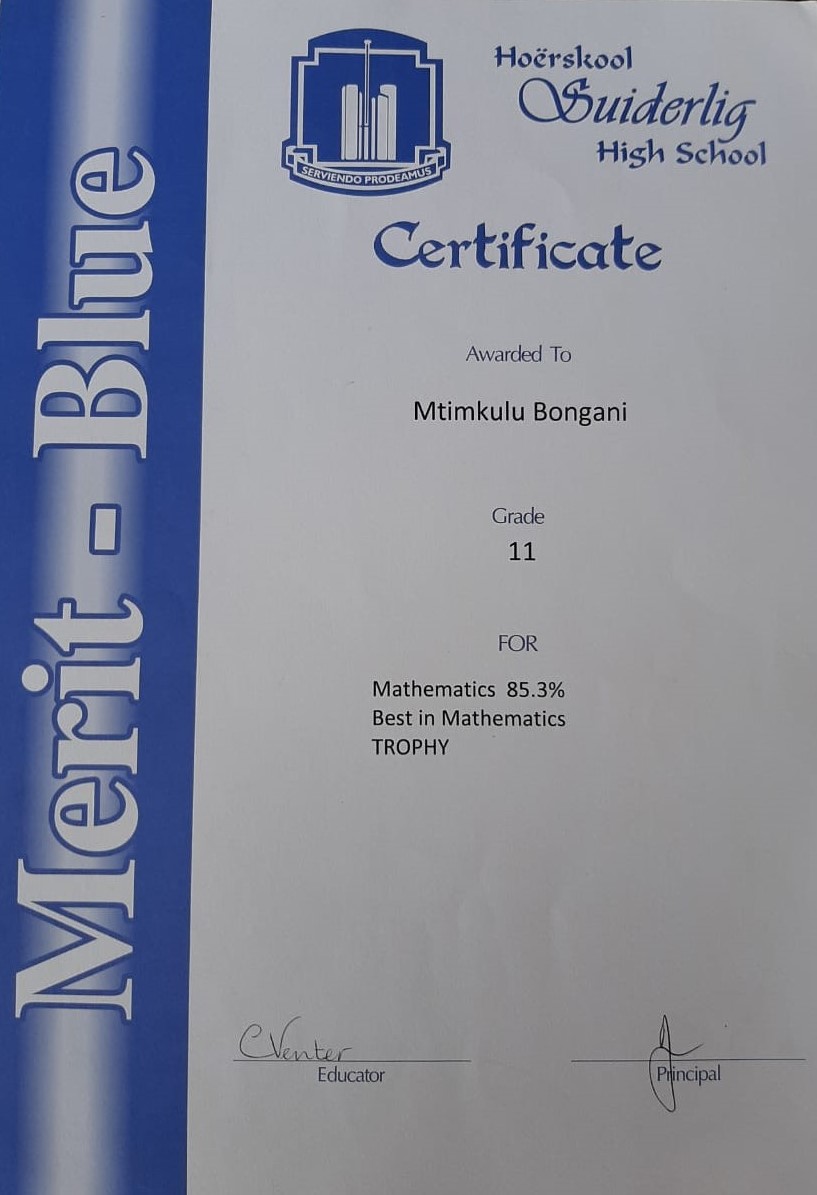 Merit - Blue
SERVIENDO PRODEAMUS
Hoërskool
Suiderlig
High School
Certificate
Awarded To
Mtimkulu Bongani
Grade
11
FOR
Mathematics 85.3%
Best in Mathematics
TROPHY
CVenter
Educator
Principal